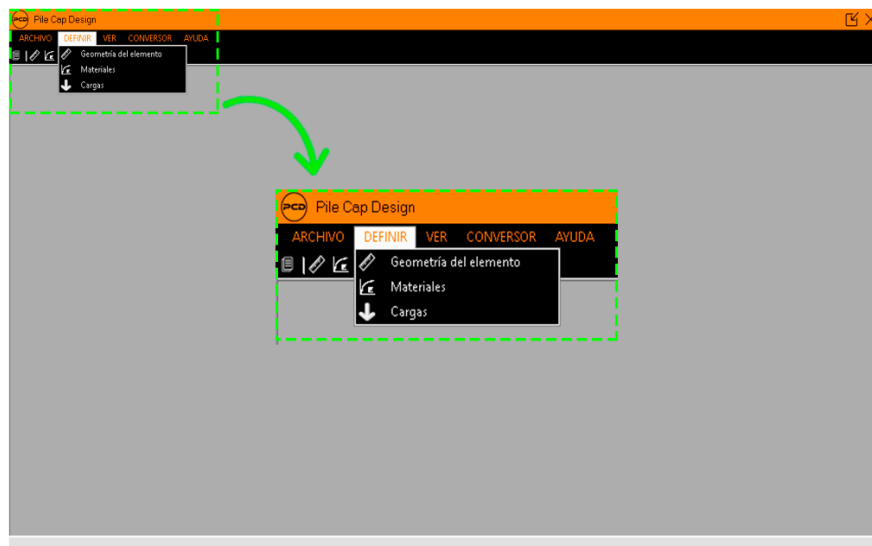 PCD Pile Cap Design
ARCHIVO DEFINIR VER CONVERSOR AYUDA
Geometría del elemento
Materiales
Cargas
PCD Pile Cap Design
ARCHIVO DEFINIR VER CONVERSOR AYUDA
Geometría del elemento
Materiales
Cargas